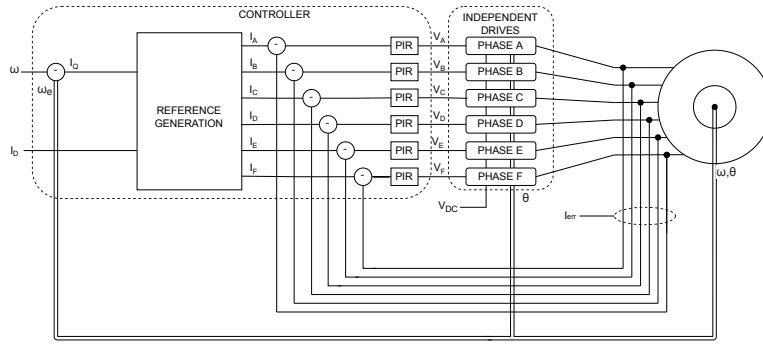 CONTROLLER
INDEPENDENT
DRIVES
I_A
V_A
PIR
PHASE A
ω
-
I_Q
-
I_B
PIR
V_B
PHASE B
ω_e
-
I_C
PIR
V_C
PHASE C
REFERENCE
GENERATION
-
I_D
PIR
V_D
PHASE D
-
I_D
I_E
-
PIR
V_E
PHASE E
I_F
-
PIR
V_F
PHASE F
ω,θ
V_DC
θ
I_err